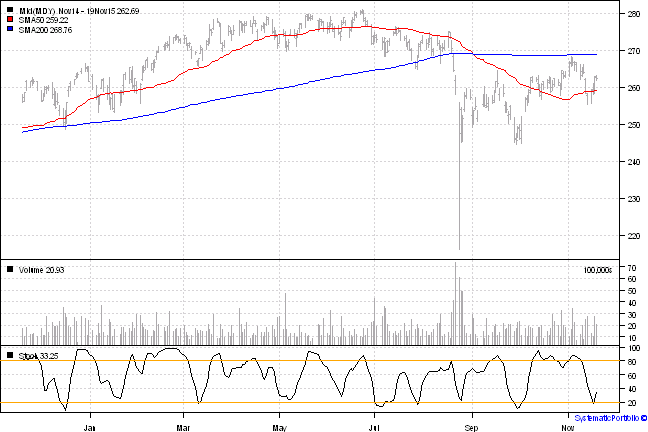 Mid(MDY), Nov14 - 19Nov15 262.69
SMA50 259.22
SMA200 268.76
280
270
260
250
240
230
220
Volume 20.93
100,000s
70
60
50
40
30
20
10
Stock 33.25
100
80
60
40
20
Jan Mar May Jul Sep Nov
SystematicPortfolio ©